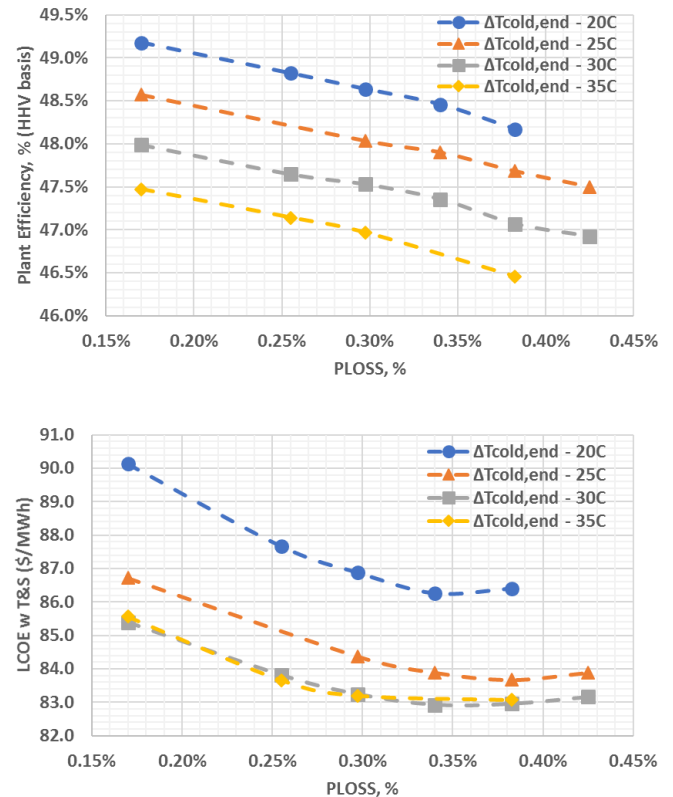 49.5%
49.0%
48.5%
48.0%
47.5%
47.0%
46.5%
46.0%
Plant Efficiency, % (HHV basis)
ΔTcold,end - 20C
ΔTcold,end - 25C
ΔTcold,end - 30C
ΔTcold,end - 35C
0.15% 0.20% 0.25% 0.30% 0.35% 0.40% 0.45%
PLOSS, %
91.0
90.0
89.0
88.0
87.0
86.0
85.0
84.0
83.0
82.0
LCOE w T&S ($/MWh)
ΔTcold,end - 20C
ΔTcold,end - 25C
ΔTcold,end - 30C
ΔTcold,end - 35C
0.15% 0.20% 0.25% 0.30% 0.35% 0.40% 0.45%
PLOSS, %